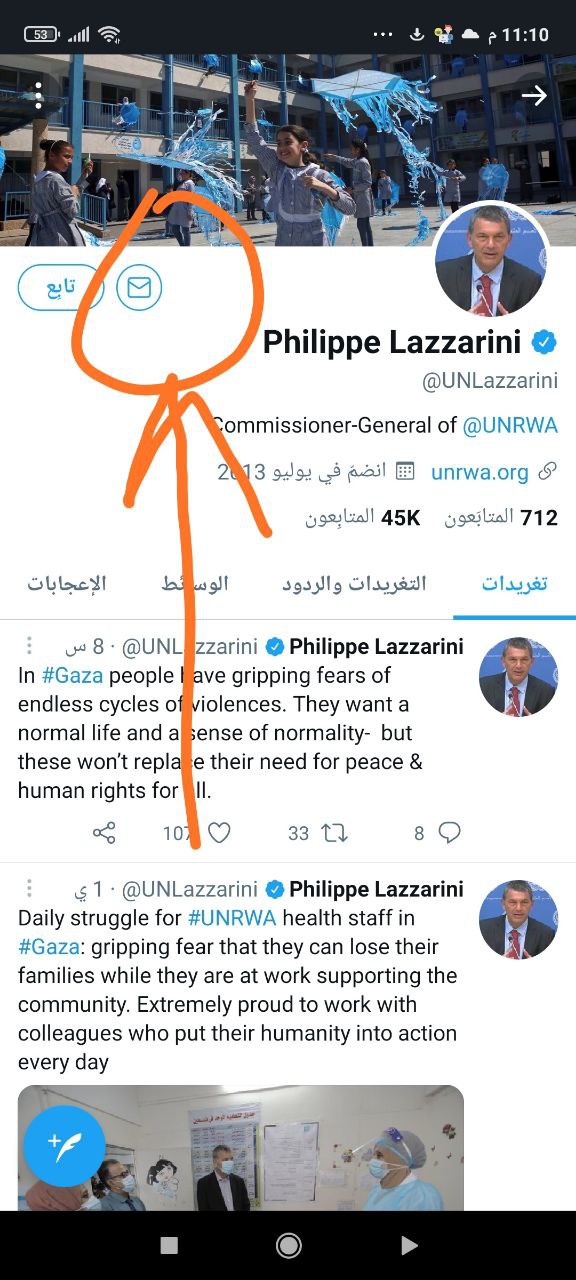 53
11:10 م
تابِع
Philippe Lazzarini
@UNLazzarini
Commissioner-General of @UNRWA
unrwa.org انضمَ في يوليو 2013
712 المتابَعون 45K المتابِعون
تغريدات التغريدات والردود الوسائط الإعجابات
Philippe Lazzarini @UNLazzarini · 8 س
In #Gaza people have gripping fears of
endless cycles of violences. They want a
normal life and a sense of normality- but
these won't replace their need for peace &
human rights for all.
8 33 107
Philippe Lazzarini @UNLazzarini · 1 ي
Daily struggle for #UNRWA health staff in
#Gaza: gripping fear that they can lose their
families while they are at work supporting the
community. Extremely proud to work with
colleagues who put their humanity into action
every day